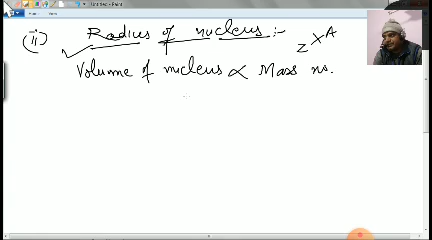 (ii) Radius of nucleus :- zXᴬ
Volume of nucleus ∝ Mass no.